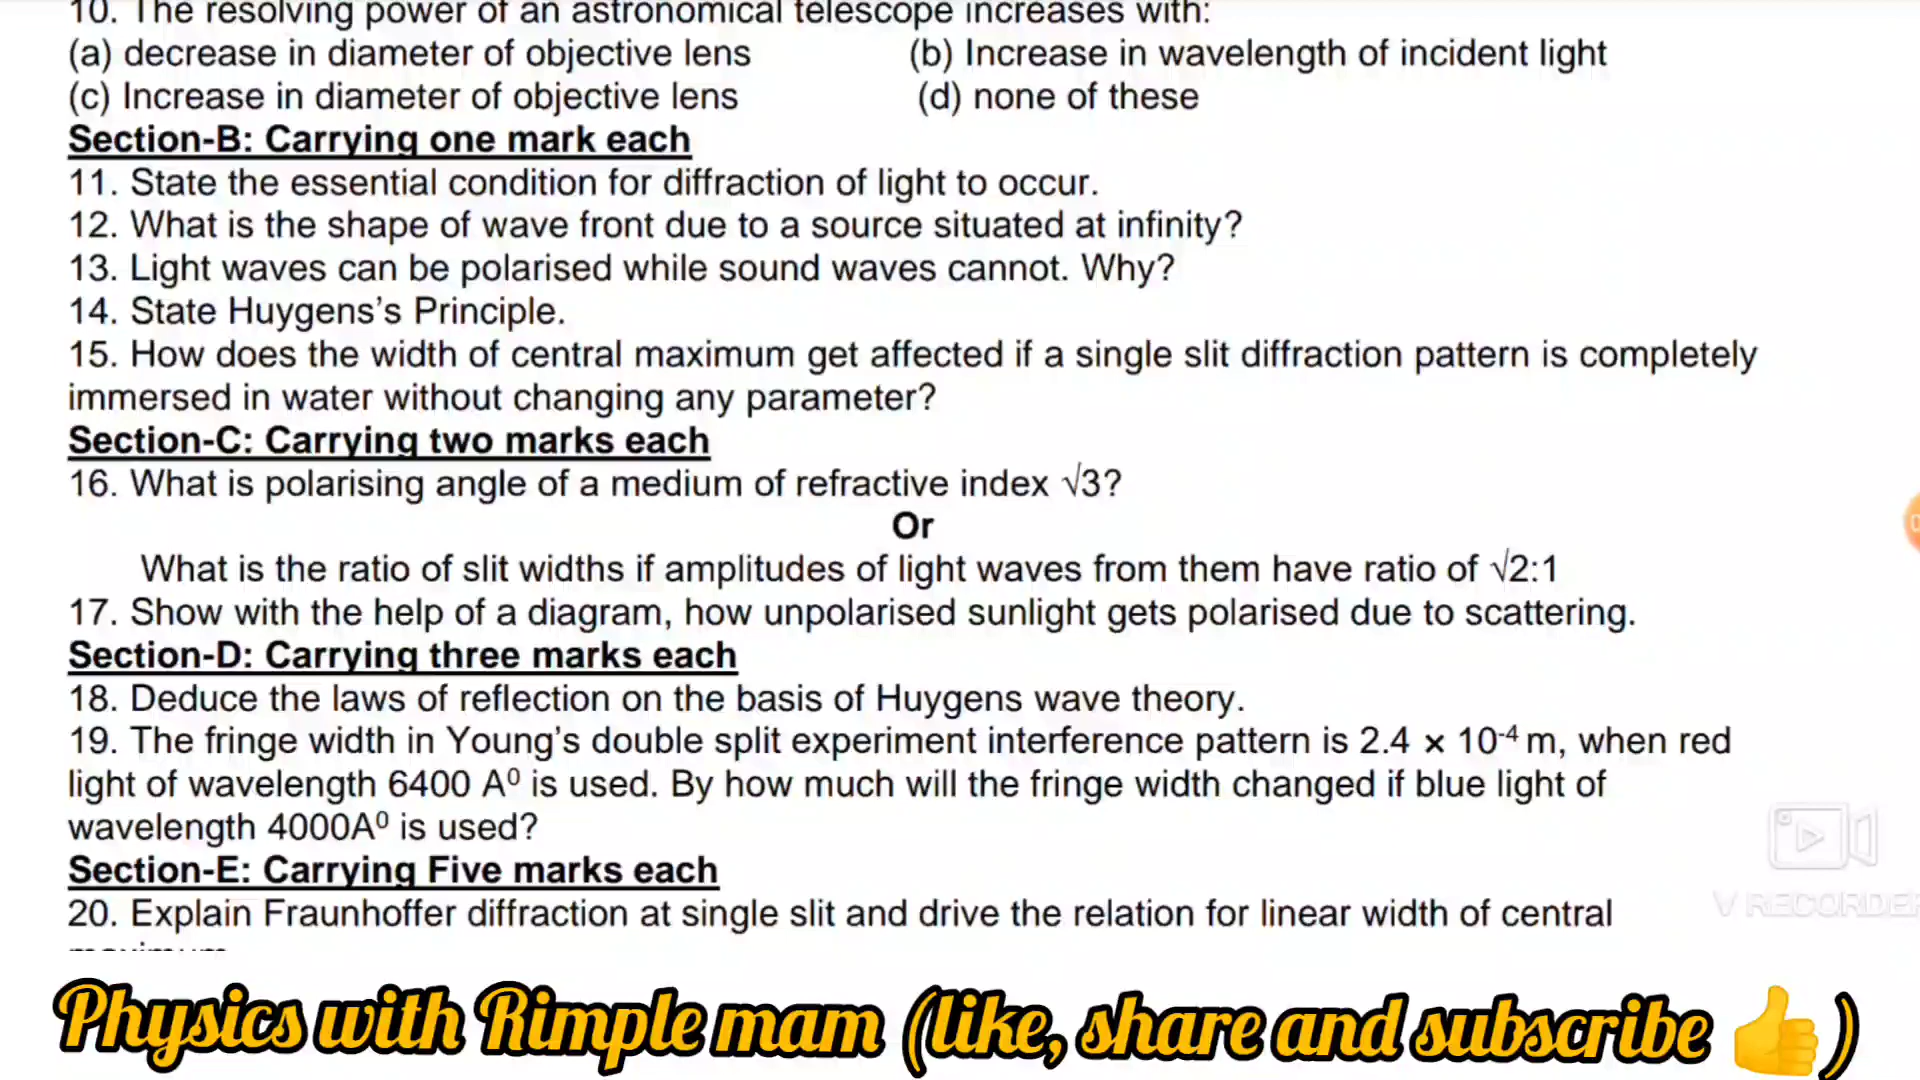 10. The resolving power of an astronomical telescope increases with:
(a) decrease in diameter of objective lens (b) Increase in wavelength of incident light
(c) Increase in diameter of objective lens (d) none of these
Section-B: Carrying one mark each
11. State the essential condition for diffraction of light to occur.
12. What is the shape of wave front due to a source situated at infinity?
13. Light waves can be polarised while sound waves cannot. Why?
14. State Huygens’s Principle.
15. How does the width of central maximum get affected if a single slit diffraction pattern is completely
immersed in water without changing any parameter?
Section-C: Carrying two marks each
16. What is polarising angle of a medium of refractive index √3?
Or
What is the ratio of slit widths if amplitudes of light waves from them have ratio of √2:1
17. Show with the help of a diagram, how unpolarised sunlight gets polarised due to scattering.
Section-D: Carrying three marks each
18. Deduce the laws of reflection on the basis of Huygens wave theory.
19. The fringe width in Young’s double split experiment interference pattern is 2.4 × 10⁻⁴ m, when red
light of wavelength 6400 A⁰ is used. By how much will the fringe width changed if blue light of
wavelength 4000A⁰ is used?
Section-E: Carrying Five marks each
20. Explain Fraunhoffer diffraction at single slit and drive the relation for linear width of central
V RECORDER
Physics with Rimple mam (like, share and subscribe 👍)